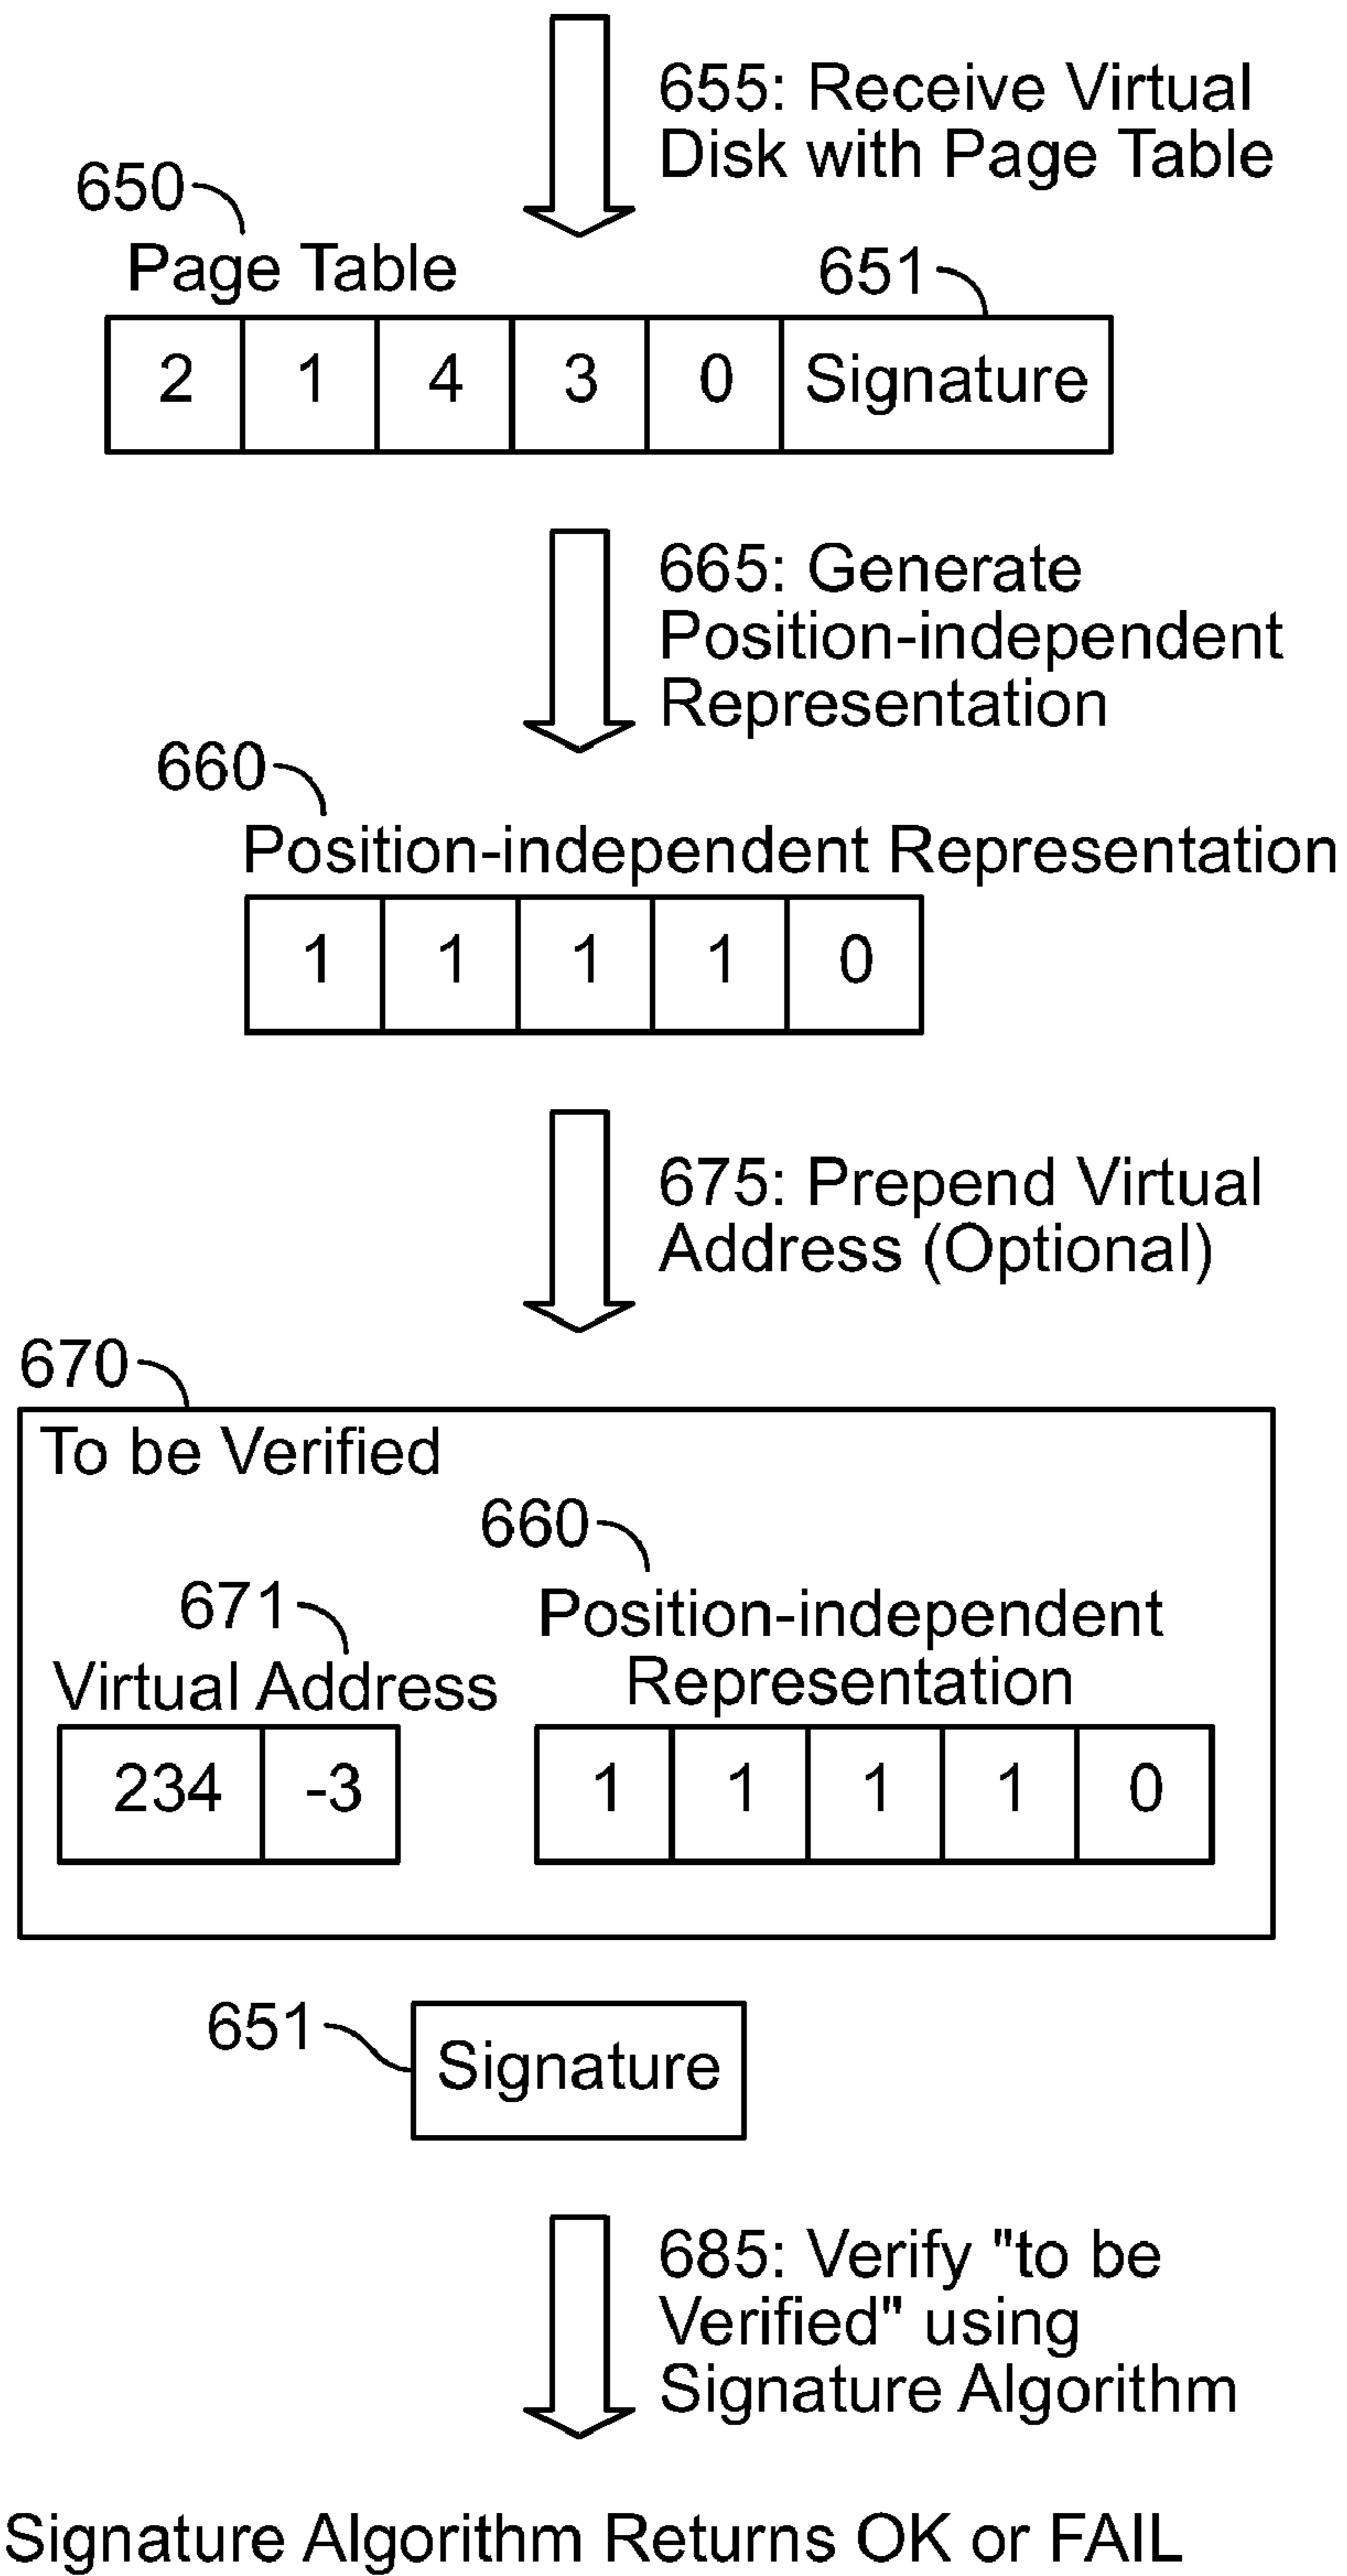 655: Receive Virtual
Disk with Page Table
650
Page Table
651
2 1 4 3 0 Signature
665: Generate
Position-independent
Representation
660
Position-independent Representation
1 1 1 1 0
675: Prepend Virtual
Address (Optional)
670
To be Verified
660
671
Position-independent
Representation
Virtual Address
234 -3 1 1 1 1 0
651
Signature
685: Verify "to be
Verified" using
Signature Algorithm
Signature Algorithm Returns OK or FAIL